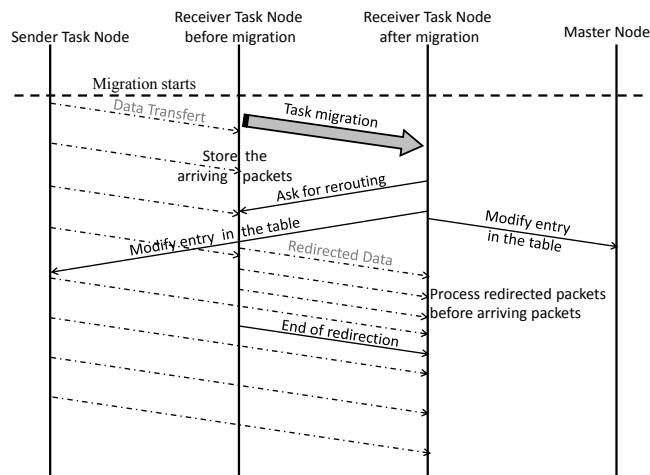 Sender Task Node
Receiver Task Node
before migration
Receiver Task Node
after migration
Master Node
Migration starts
Data Transfert
Task migration
Store the
arriving packets
Ask for rerouting
Modify entry in the table
Modify entry
in the table
Redirected Data
Process redirected packets
before arriving packets
End of redirection